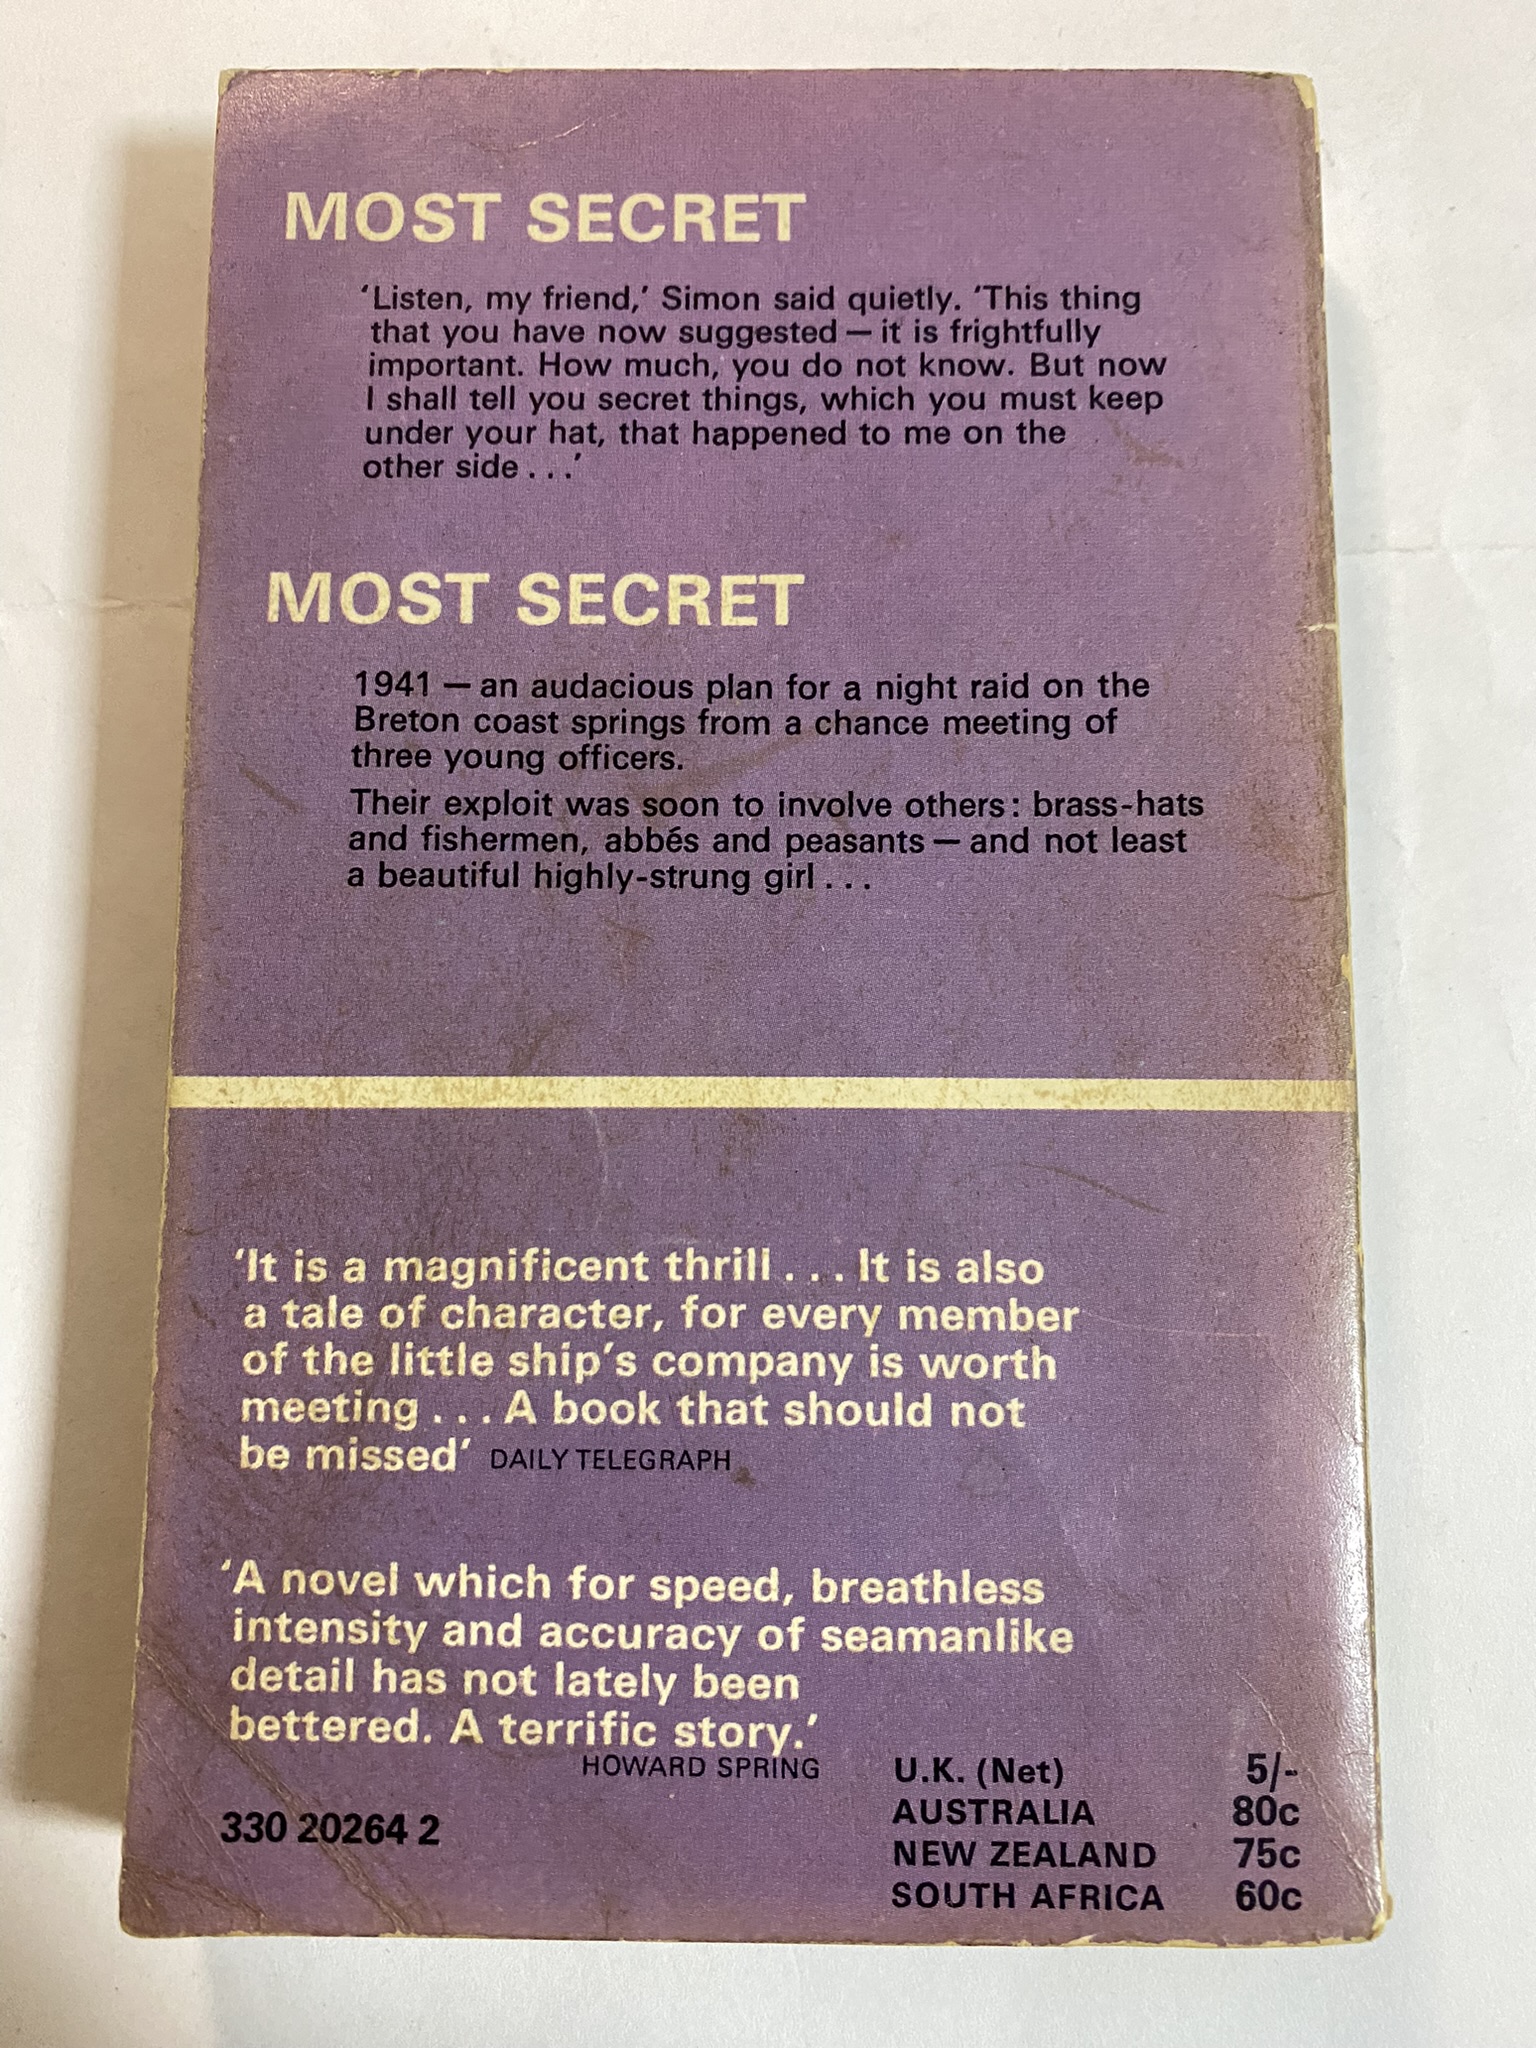 MOST SECRET
‘Listen, my friend,’ Simon said quietly. ‘This thing
that you have now suggested — it is frightfully
important. How much, you do not know. But now
I shall tell you secret things, which you must keep
under your hat, that happened to me on the
other side . . .’
MOST SECRET
1941 — an audacious plan for a night raid on the
Breton coast springs from a chance meeting of
three young officers.
Their exploit was soon to involve others: brass-hats
and fishermen, abbés and peasants — and not least
a beautiful highly-strung girl . . .
‘It is a magnificent thrill . . . It is also
a tale of character, for every member
of the little ship’s company is worth
meeting . . . A book that should not
be missed’ DAILY TELEGRAPH
‘A novel which for speed, breathless
intensity and accuracy of seamanlike
detail has not lately been
bettered. A terrific story.’
HOWARD SPRING
330 20264 2
U.K. (Net) 5/-
AUSTRALIA 80c
NEW ZEALAND 75c
SOUTH AFRICA 60c